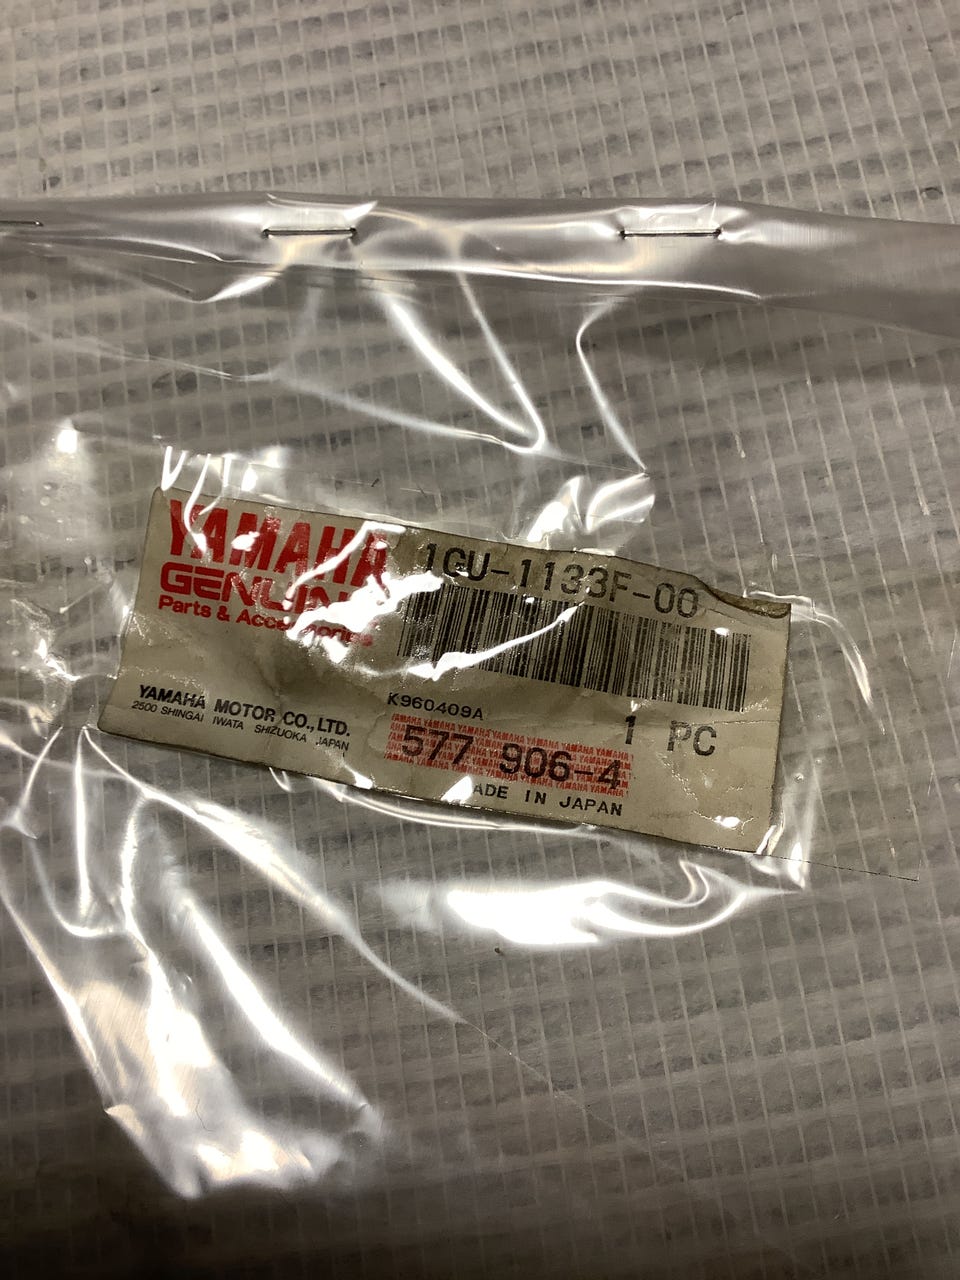 YAMAHA
GENUINE
Parts & Accessories
1GU-1133F-00
YAMAHA MOTOR CO.,LTD.
2500 SHINGAI IWATA SHIZUOKA JAPAN
K960409A
1 PC
577 906-4
MADE IN JAPAN